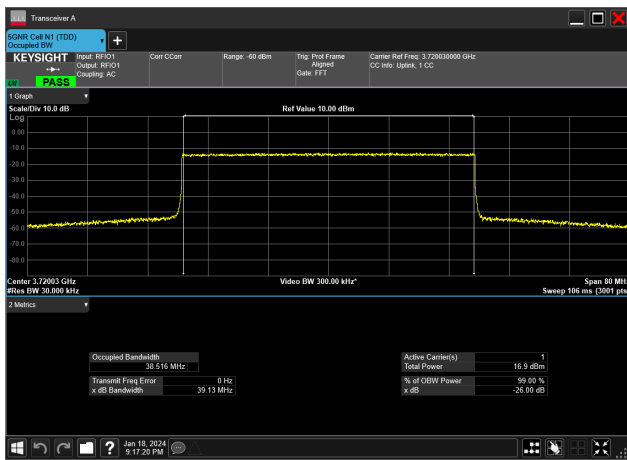 Transceiver A
5GNR Cell N1 (TDD)
Occupied BW
KEYSIGHT
Input: RFIO1
Output: RFIO1
Coupling: AC
Corr CCorr
Range: -60 dBm
Trig: Prot Frame
Aligned
Gate: FFT
Carrier Ref Freq: 3.720030000 GHz
CC Info: Uplink, 1 CC
PASS
1 Graph
Scale/Div 10.0 dB
Ref Value 10.00 dBm
Log
0.00
-10.0
-20.0
-30.0
-40.0
-50.0
-60.0
-70.0
-80.0
Center 3.72003 GHz
Video BW 300.00 kHz*
Span 80 MHz
#Res BW 30.000 kHz
Sweep 106 ms (3001 pts
2 Metrics
Occupied Bandwidth
38.516 MHz
Transmit Freq Error 0 Hz
x dB Bandwidth 39.13 MHz
Active Carrier(s) 1
Total Power 16.9 dBm
% of OBW Power 99.00 %
x dB -26.00 dB
Jan 18, 2024
9:17:20 PM